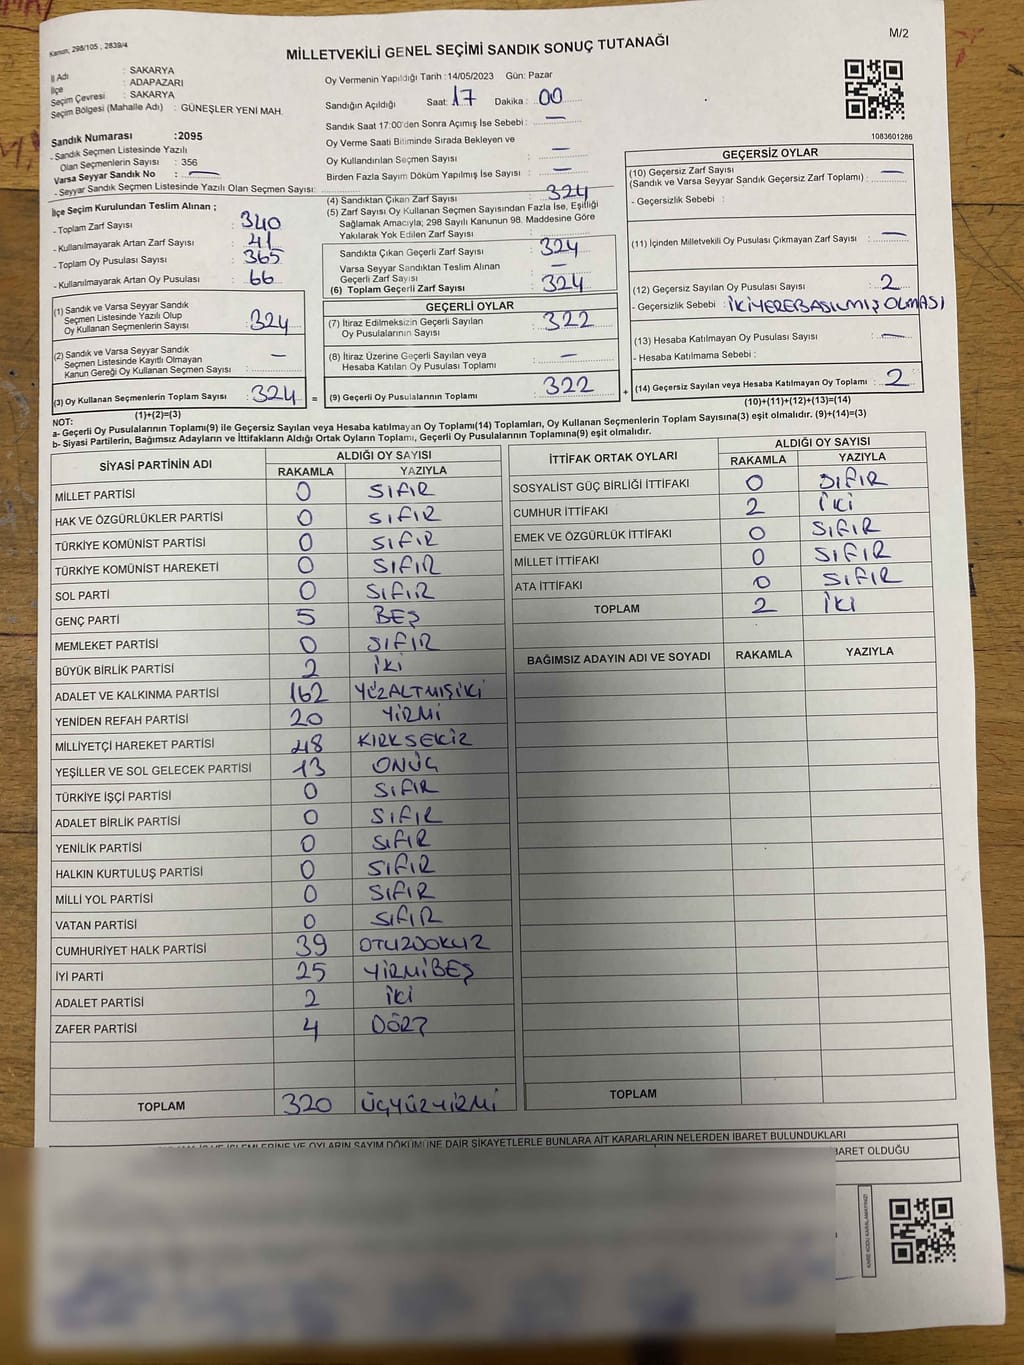 Kanun, 298/105 , 2839/4
M/2
MİLLETVEKİLİ GENEL SEÇİMİ SANDIK SONUÇ TUTANAĞI
İl Adı : SAKARYA
İlçe : ADAPAZARI
Seçim Çevresi : SAKARYA
Seçim Bölgesi (Mahalle Adı) : GÜNEŞLER YENİ MAH.
Sandık Numarası :2095
- Sandık Seçmen Listesinde Yazılı
Olan Seçmenlerin Sayısı : 356
Varsa Seyyar Sandık No : —
- Seyyar Sandık Seçmen Listesinde Yazılı Olan Seçmen Sayısı:
Oy Vermenin Yapıldığı Tarih :14/05/2023 Gün: Pazar
Sandığın Açıldığı Saat: 17 Dakika : 00
Sandık Saat 17:00'den Sonra Açımış İse Sebebi : —
Oy Verme Saati Bitiminde Sırada Bekleyen ve
Oy Kullandırılan Seçmen Sayısı : —
Birden Fazla Sayım Döküm Yapılmış İse Sayısı : —
1083601286
İlçe Seçim Kurulundan Teslim Alınan ;
- Toplam Zarf Sayısı : 340
- Kullanılmayarak Artan Zarf Sayısı : 41
- Toplam Oy Pusulası Sayısı : 365
- Kullanılmayarak Artan Oy Pusulası : 66
(1) Sandık ve Varsa Seyyar Sandık
Seçmen Listesinde Yazılı Olup
Oy Kullanan Seçmenlerin Sayısı : 324
(2) Sandık ve Varsa Seyyar Sandık
Seçmen Listesinde Kayıtlı Olmayan
Kanun Gereği Oy Kullanan Seçmen Sayısı : —
(3) Oy Kullanan Seçmenlerin Toplam Sayısı : 324 =
(1)+(2)=(3)
(4) Sandıktan Çıkan Zarf Sayısı : 324
(5) Zarf Sayısı Oy Kullanan Seçmen Sayısından Fazla İse, Eşitliği
Sağlamak Amacıyla; 298 Sayılı Kanunun 98. Maddesine Göre
Yakılarak Yok Edilen Zarf Sayısı :
Sandıkta Çıkan Geçerli Zarf Sayısı : 324
Varsa Seyyar Sandıktan Teslim Alınan
Geçerli Zarf Sayısı : —
(6) Toplam Geçerli Zarf Sayısı : 324
GEÇERLİ OYLAR
(7) İtiraz Edilmeksizin Geçerli Sayılan
Oy Pusulalarının Sayısı : 322
(8) İtiraz Üzerine Geçerli Sayılan veya
Hesaba Katılan Oy Pusulası Toplamı : —
(9) Geçerli Oy Pusulalarının Toplamı : 322 +
GEÇERSİZ OYLAR
(10) Geçersiz Zarf Sayısı
(Sandık ve Varsa Seyyar Sandık Geçersiz Zarf Toplamı) : —
- Geçersizlik Sebebi :
(11) İçinden Milletvekili Oy Pusulası Çıkmayan Zarf Sayısı : —
(12) Geçersiz Sayılan Oy Pusulası Sayısı : 2
- Geçersizlik Sebebi : İKİ YERE BASILMIŞ OLMASI
(13) Hesaba Katılmayan Oy Pusulası Sayısı : —
- Hesaba Katılmama Sebebi :
(14) Geçersiz Sayılan veya Hesaba Katılmayan Oy Toplamı : 2
(10)+(11)+(12)+(13)=(14)
NOT:
a- Geçerli Oy Pusulalarının Toplamı(9) ile Geçersiz Sayılan veya Hesaba katılmayan Oy Toplamı(14) Toplamları, Oy Kullanan Seçmenlerin Toplam Sayısına(3) eşit olmalıdır. (9)+(14)=(3)
b- Siyasi Partilerin, Bağımsız Adayların ve İttifakların Aldığı Ortak Oyların Toplamı, Geçerli Oy Pusulalarının Toplamına(9) eşit olmalıdır.
SİYASİ PARTİNİN ADI ALDIĞI OY SAYISI
RAKAMLA YAZIYLA
MİLLET PARTİSİ 0 SIFIR
HAK VE ÖZGÜRLÜKLER PARTİSİ 0 SIFIR
TÜRKİYE KOMÜNİST PARTİSİ 0 SIFIR
TÜRKİYE KOMÜNİST HAREKETİ 0 SIFIR
SOL PARTİ 0 SIFIR
GENÇ PARTİ 5 BEŞ
MEMLEKET PARTİSİ 0 SIFIR
BÜYÜK BİRLİK PARTİSİ 2 İKİ
ADALET VE KALKINMA PARTİSİ 162 YÜZALTMIŞİKİ
YENİDEN REFAH PARTİSİ 20 YİRMİ
MİLLİYETÇİ HAREKET PARTİSİ 48 KIRKSEKİZ
YEŞİLLER VE SOL GELECEK PARTİSİ 13 ONÜÇ
TÜRKİYE İŞÇİ PARTİSİ 0 SIFIR
ADALET BİRLİK PARTİSİ 0 SIFIR
YENİLİK PARTİSİ 0 SIFIR
HALKIN KURTULUŞ PARTİSİ 0 SIFIR
MİLLİ YOL PARTİSİ 0 SIFIR
VATAN PARTİSİ 0 SIFIR
CUMHURİYET HALK PARTİSİ 39 OTUZDOKUZ
İYİ PARTİ 25 YİRMİBEŞ
ADALET PARTİSİ 2 İKİ
ZAFER PARTİSİ 4 DÖRT
TOPLAM 320 ÜÇYÜZYİRMİ
İTTİFAK ORTAK OYLARI ALDIĞI OY SAYISI
RAKAMLA YAZIYLA
SOSYALİST GÜÇ BİRLİĞİ İTTİFAKI 0 SIFIR
CUMHUR İTTİFAKI 2 İKİ
EMEK VE ÖZGÜRLÜK İTTİFAKI 0 SIFIR
MİLLET İTTİFAKI 0 SIFIR
ATA İTTİFAKI 0 SIFIR
TOPLAM 2 İKİ
BAĞIMSIZ ADAYIN ADI VE SOYADI RAKAMLA YAZIYLA
TOPLAM
İŞLEMLERİNE VE OYLARIN SAYIM DÖKÜMÜNE DAİR ŞİKAYETLERLE BUNLARA AİT KARARLARIN NELERDEN İBARET BULUNDUKLARI
BARET OLDUĞU